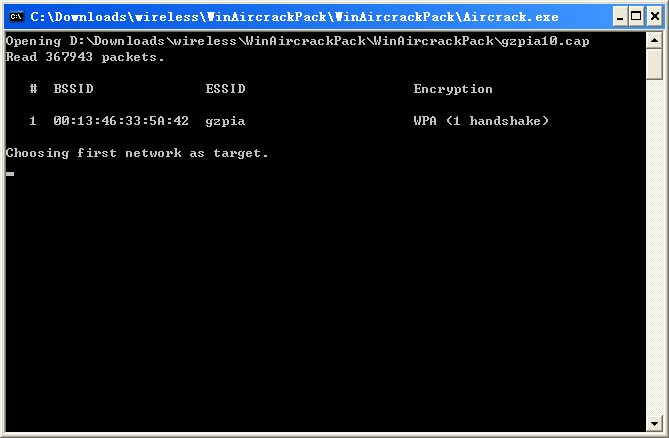 C:\Downloads\wireless\WinAircrackPack\WinAircrackPack\Aircrack.exe
Opening D:\Downloads\wireless\WinAircrackPack\WinAircrackPack\gzpia10.cap
Read 367943 packets.
# BSSID ESSID Encryption
1 00:13:46:33:5A:42 gzpia WPA (1 handshake)
Choosing first network as target.